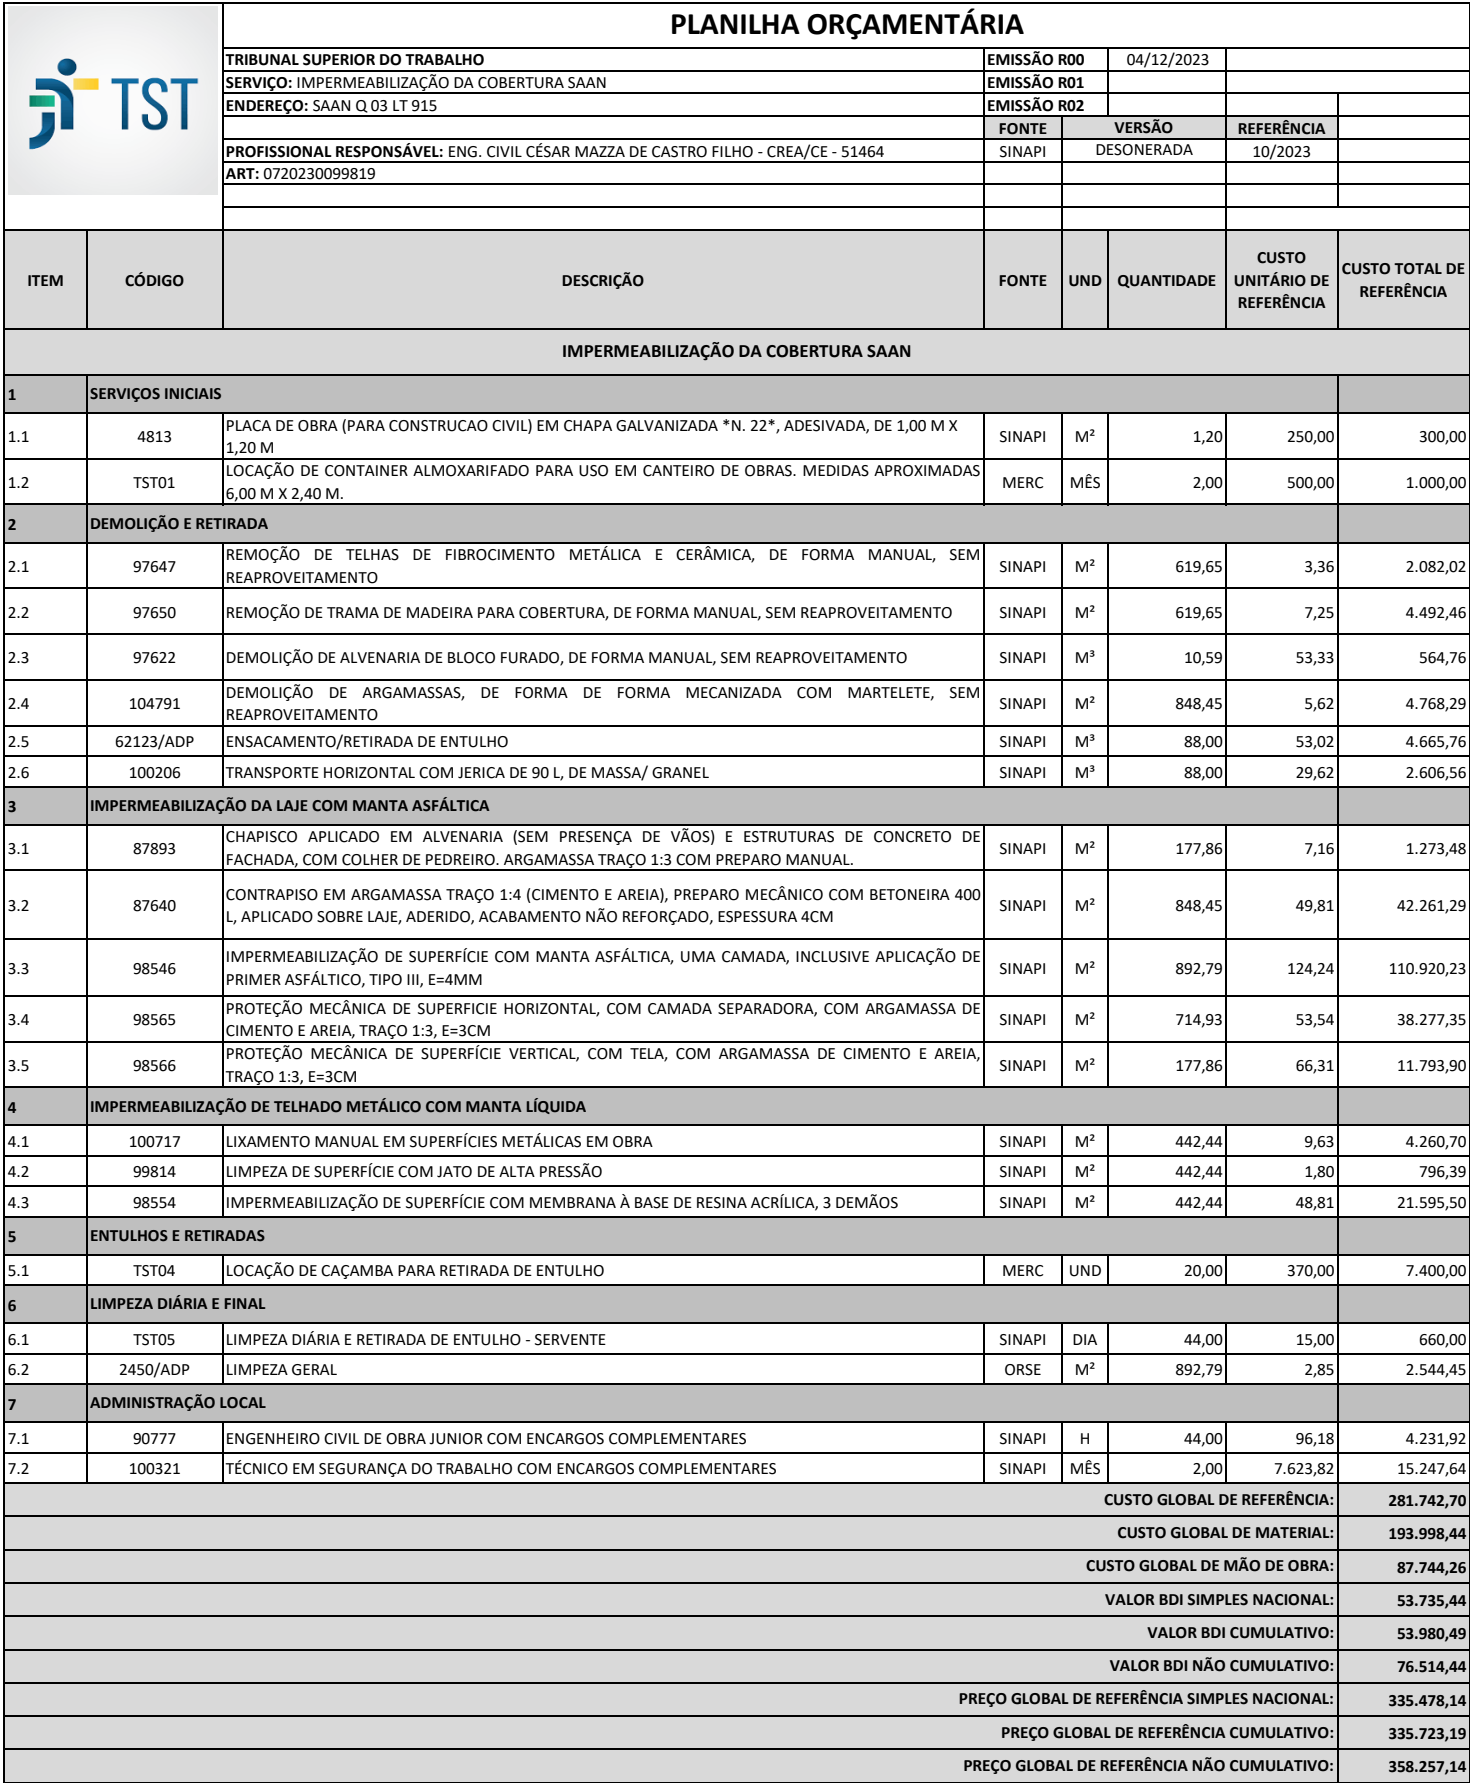 PLANILHA ORÇAMENTÁRIA
TST
TRIBUNAL SUPERIOR DO TRABALHO EMISSÃO R00 04/12/2023
SERVIÇO: IMPERMEABILIZAÇÃO DA COBERTURA SAAN EMISSÃO R01
ENDEREÇO: SAAN Q 03 LT 915 EMISSÃO R02
FONTE VERSÃO REFERÊNCIA
PROFISSIONAL RESPONSÁVEL: ENG. CIVIL CÉSAR MAZZA DE CASTRO FILHO - CREA/CE - 51464 SINAPI DESONERADA 10/2023
ART: 0720230099819
ITEM CÓDIGO DESCRIÇÃO FONTE UND QUANTIDADE CUSTO UNITÁRIO DE REFERÊNCIA CUSTO TOTAL DE REFERÊNCIA
IMPERMEABILIZAÇÃO DA COBERTURA SAAN
1 SERVIÇOS INICIAIS
1.1 4813 PLACA DE OBRA (PARA CONSTRUCAO CIVIL) EM CHAPA GALVANIZADA *N. 22*, ADESIVADA, DE 1,00 M X
1,20 M SINAPI M² 1,20 250,00 300,00
1.2 TST01 LOCAÇÃO DE CONTAINER ALMOXARIFADO PARA USO EM CANTEIRO DE OBRAS. MEDIDAS APROXIMADAS
6,00 M X 2,40 M. MERC MÊS 2,00 500,00 1.000,00
2 DEMOLIÇÃO E RETIRADA
2.1 97647 REMOÇÃO DE TELHAS DE FIBROCIMENTO METÁLICA E CERÂMICA, DE FORMA MANUAL, SEM
REAPROVEITAMENTO SINAPI M² 619,65 3,36 2.082,02
2.2 97650 REMOÇÃO DE TRAMA DE MADEIRA PARA COBERTURA, DE FORMA MANUAL, SEM REAPROVEITAMENTO SINAPI M² 619,65 7,25 4.492,46
2.3 97622 DEMOLIÇÃO DE ALVENARIA DE BLOCO FURADO, DE FORMA MANUAL, SEM REAPROVEITAMENTO SINAPI M³ 10,59 53,33 564,76
2.4 104791 DEMOLIÇÃO DE ARGAMASSAS, DE FORMA DE FORMA MECANIZADA COM MARTELETE, SEM
REAPROVEITAMENTO SINAPI M² 848,45 5,62 4.768,29
2.5 62123/ADP ENSACAMENTO/RETIRADA DE ENTULHO SINAPI M³ 88,00 53,02 4.665,76
2.6 100206 TRANSPORTE HORIZONTAL COM JERICA DE 90 L, DE MASSA/ GRANEL SINAPI M³ 88,00 29,62 2.606,56
3 IMPERMEABILIZAÇÃO DA LAJE COM MANTA ASFÁLTICA
3.1 87893 CHAPISCO APLICADO EM ALVENARIA (SEM PRESENÇA DE VÃOS) E ESTRUTURAS DE CONCRETO DE
FACHADA, COM COLHER DE PEDREIRO. ARGAMASSA TRAÇO 1:3 COM PREPARO MANUAL. SINAPI M² 177,86 7,16 1.273,48
3.2 87640 CONTRAPISO EM ARGAMASSA TRAÇO 1:4 (CIMENTO E AREIA), PREPARO MECÂNICO COM BETONEIRA 400
L, APLICADO SOBRE LAJE, ADERIDO, ACABAMENTO NÃO REFORÇADO, ESPESSURA 4CM SINAPI M² 848,45 49,81 42.261,29
3.3 98546 IMPERMEABILIZAÇÃO DE SUPERFÍCIE COM MANTA ASFÁLTICA, UMA CAMADA, INCLUSIVE APLICAÇÃO DE
PRIMER ASFÁLTICO, TIPO III, E=4MM SINAPI M² 892,79 124,24 110.920,23
3.4 98565 PROTEÇÃO MECÂNICA DE SUPERFICIE HORIZONTAL, COM CAMADA SEPARADORA, COM ARGAMASSA DE
CIMENTO E AREIA, TRAÇO 1:3, E=3CM SINAPI M² 714,93 53,54 38.277,35
3.5 98566 PROTEÇÃO MECÂNICA DE SUPERFÍCIE VERTICAL, COM TELA, COM ARGAMASSA DE CIMENTO E AREIA,
TRAÇO 1:3, E=3CM SINAPI M² 177,86 66,31 11.793,90
4 IMPERMEABILIZAÇÃO DE TELHADO METÁLICO COM MANTA LÍQUIDA
4.1 100717 LIXAMENTO MANUAL EM SUPERFÍCIES METÁLICAS EM OBRA SINAPI M² 442,44 9,63 4.260,70
4.2 99814 LIMPEZA DE SUPERFÍCIE COM JATO DE ALTA PRESSÃO SINAPI M² 442,44 1,80 796,39
4.3 98554 IMPERMEABILIZAÇÃO DE SUPERFÍCIE COM MEMBRANA À BASE DE RESINA ACRÍLICA, 3 DEMÃOS SINAPI M² 442,44 48,81 21.595,50
5 ENTULHOS E RETIRADAS
5.1 TST04 LOCAÇÃO DE CAÇAMBA PARA RETIRADA DE ENTULHO MERC UND 20,00 370,00 7.400,00
6 LIMPEZA DIÁRIA E FINAL
6.1 TST05 LIMPEZA DIÁRIA E RETIRADA DE ENTULHO - SERVENTE SINAPI DIA 44,00 15,00 660,00
6.2 2450/ADP LIMPEZA GERAL ORSE M² 892,79 2,85 2.544,45
7 ADMINISTRAÇÃO LOCAL
7.1 90777 ENGENHEIRO CIVIL DE OBRA JUNIOR COM ENCARGOS COMPLEMENTARES SINAPI H 44,00 96,18 4.231,92
7.2 100321 TÉCNICO EM SEGURANÇA DO TRABALHO COM ENCARGOS COMPLEMENTARES SINAPI MÊS 2,00 7.623,82 15.247,64
CUSTO GLOBAL DE REFERÊNCIA: 281.742,70
CUSTO GLOBAL DE MATERIAL: 193.998,44
CUSTO GLOBAL DE MÃO DE OBRA: 87.744,26
VALOR BDI SIMPLES NACIONAL: 53.735,44
VALOR BDI CUMULATIVO: 53.980,49
VALOR BDI NÃO CUMULATIVO: 76.514,44
PREÇO GLOBAL DE REFERÊNCIA SIMPLES NACIONAL: 335.478,14
PREÇO GLOBAL DE REFERÊNCIA CUMULATIVO: 335.723,19
PREÇO GLOBAL DE REFERÊNCIA NÃO CUMULATIVO: 358.257,14